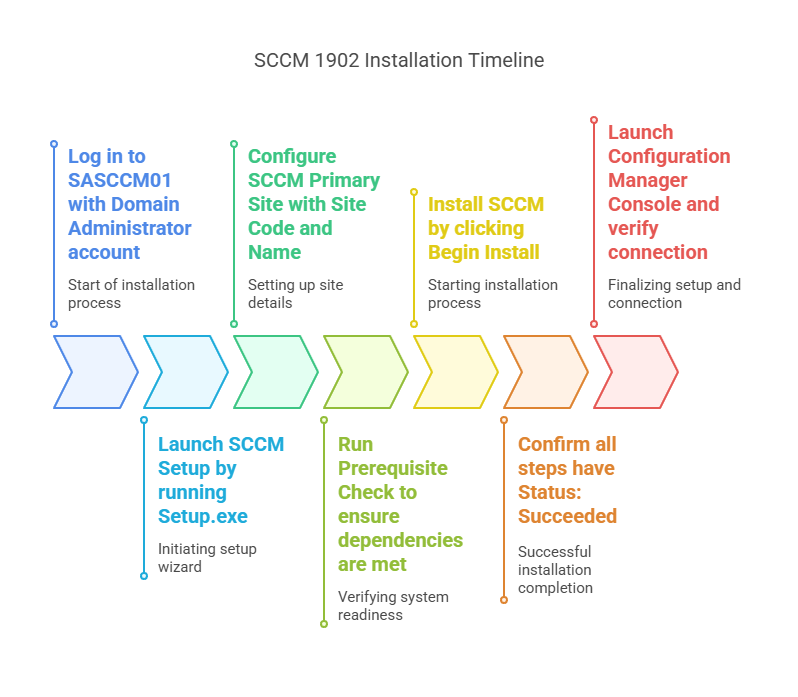 SCCM 1902 Installation Timeline
Log in to
SASCCM01
with Domain
Administrator
account
Start of installation
process
Launch SCCM
Setup by
running
Setup.exe
Initiating setup
wizard
Configure
SCCM Primary
Site with Site
Code and
Name
Setting up site
details
Run
Prerequisite
Check to
ensure
dependencies
are met
Verifying system
readiness
Install SCCM
by clicking
Begin Install
Starting installation
process
Confirm all
steps have
Status:
Succeeded
Successful
installation
completion
Launch
Configuration
Manager
Console and
verify
connection
Finalizing setup and
connection